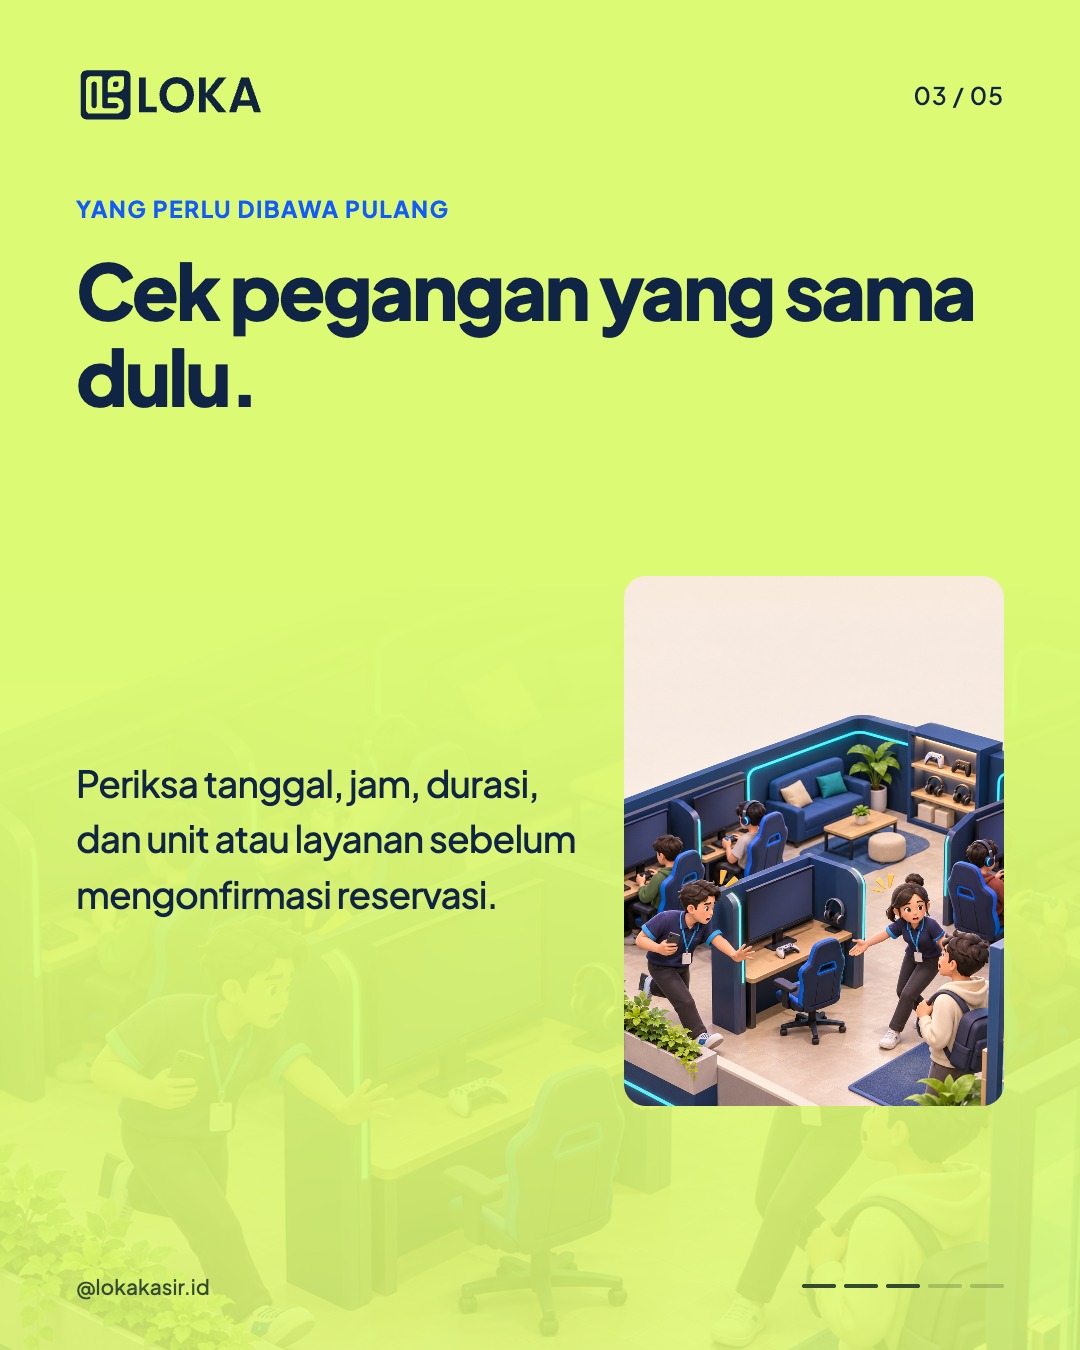 LOKA
03 / 05
YANG PERLU DIBAWA PULANG
Cek pegangan yang sama
dulu.
Periksa tanggal, jam, durasi,
dan unit atau layanan sebelum
mengonfirmasi reservasi.
@lokakasir.id